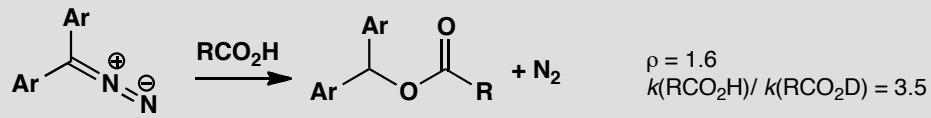 Ar
Ar
N
⊕
N
⊖
RCO₂H
Ar
Ar
O
O
R
+ N₂
ρ = 1.6
k(RCO₂H)/ k(RCO₂D) = 3.5